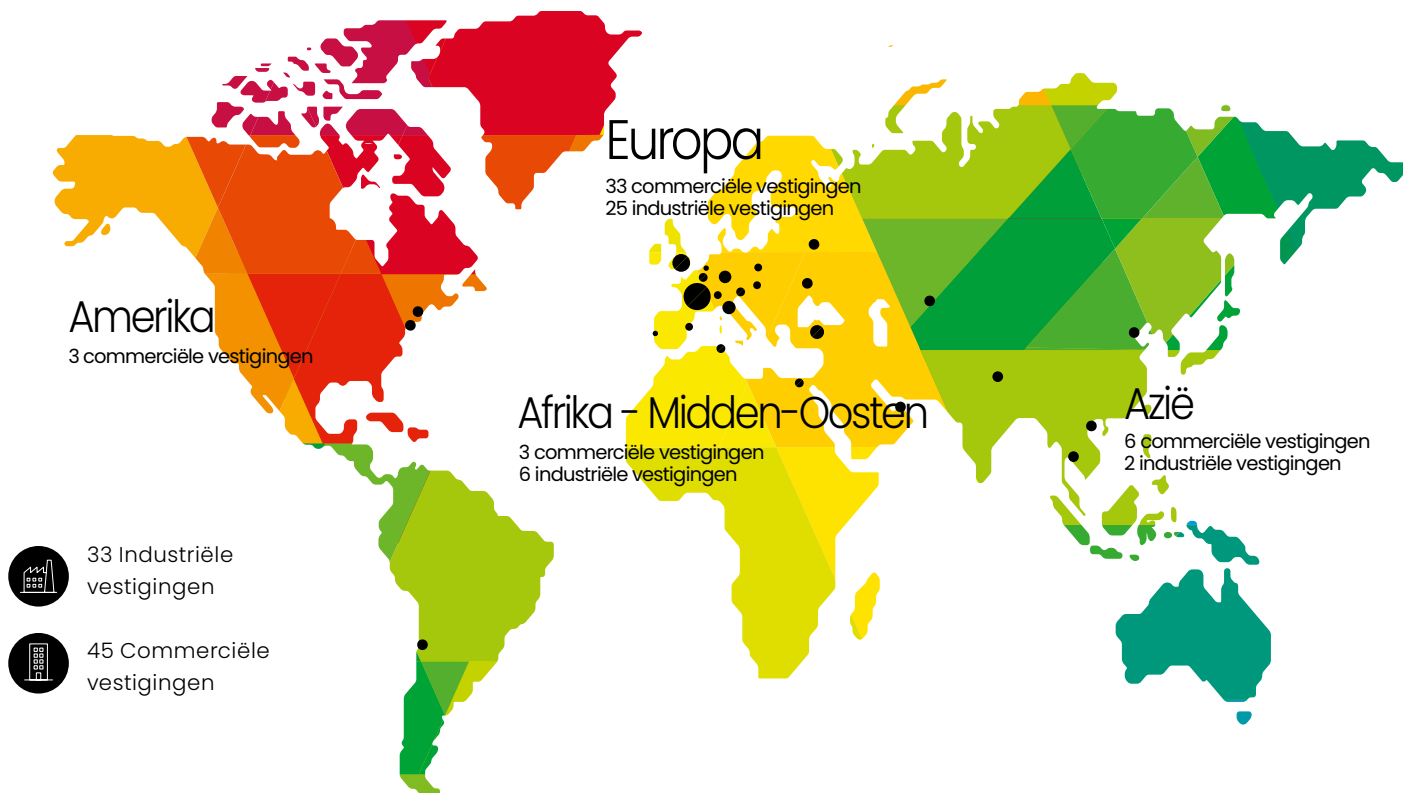 Europa
33 commerciële vestigingen
25 industriële vestigingen
Amerika
3 commerciële vestigingen
Afrika - Midden-Oosten
3 commerciële vestigingen
6 industriële vestigingen
Azië
6 commerciële vestigingen
2 industriële vestigingen
33 Industriële
vestigingen
45 Commerciële
vestigingen